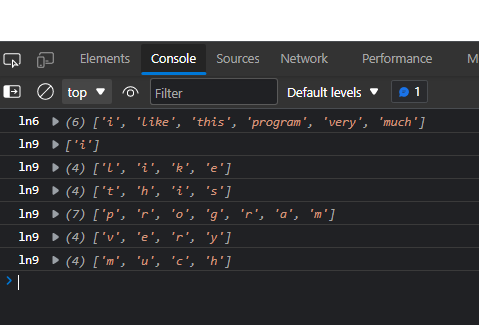 Elements Console Sources Network Performance M
top Filter Default levels 1
ln6 (6) ['i', 'like', 'this', 'program', 'very', 'much']
ln9 ['i']
ln9 (4) ['l', 'i', 'k', 'e']
ln9 (4) ['t', 'h', 'i', 's']
ln9 (7) ['p', 'r', 'o', 'g', 'r', 'a', 'm']
ln9 (4) ['v', 'e', 'r', 'y']
ln9 (4) ['m', 'u', 'c', 'h']